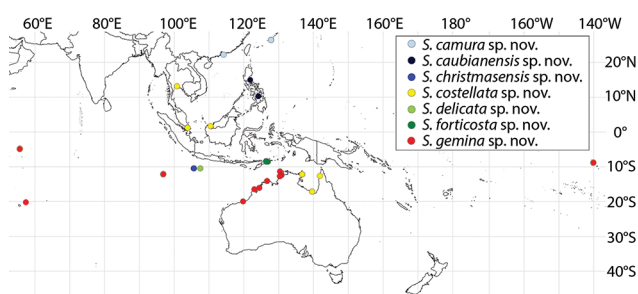 60°E 80°E 100°E 120°E 140°E 160°E 180° 160°W 140°W
S. camura sp. nov.
S. caubianensis sp. nov.
S. christmasensis sp. nov.
S. costellata sp. nov.
S. delicata sp. nov.
S. forticosta sp. nov.
S. gemina sp. nov.
20°N
10°N
0°
10°S
20°S
30°S
40°S